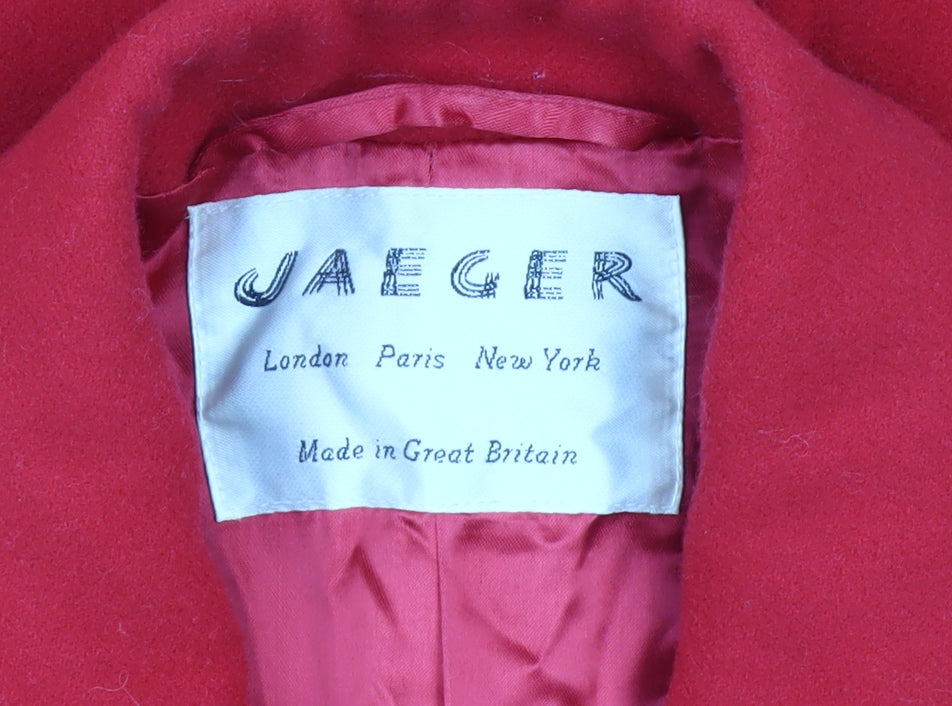 JAEGER
London Paris New York
Made in Great Britain